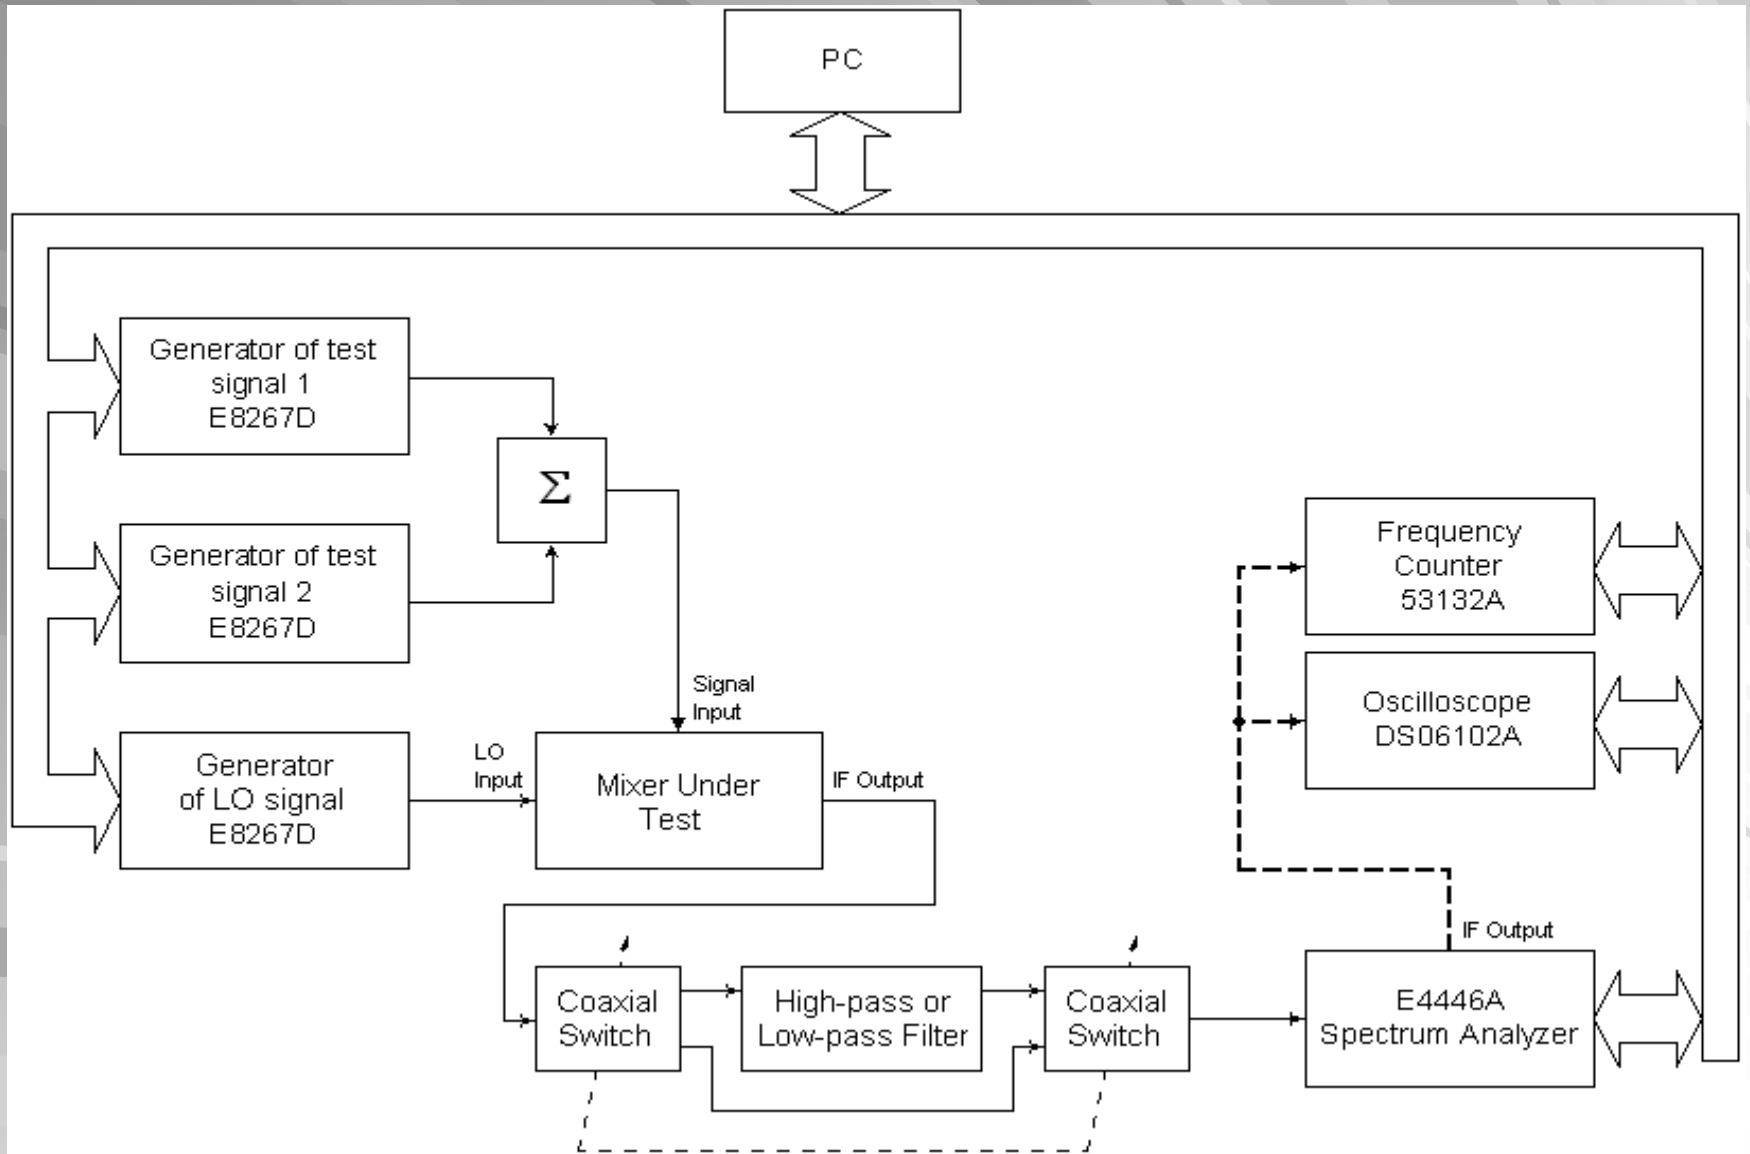 PC
Generator of test
signal 1
E8267D
Σ
Generator of test
signal 2
E8267D
Frequency
Counter
53132A
Signal
Input
Oscilloscope
DS06102A
LO
Input
Generator
of LO signal
E8267D
Mixer Under
Test
IF Output
IF Output
Coaxial
Switch
High-pass or
Low-pass Filter
Coaxial
Switch
E4446A
Spectrum Analyzer